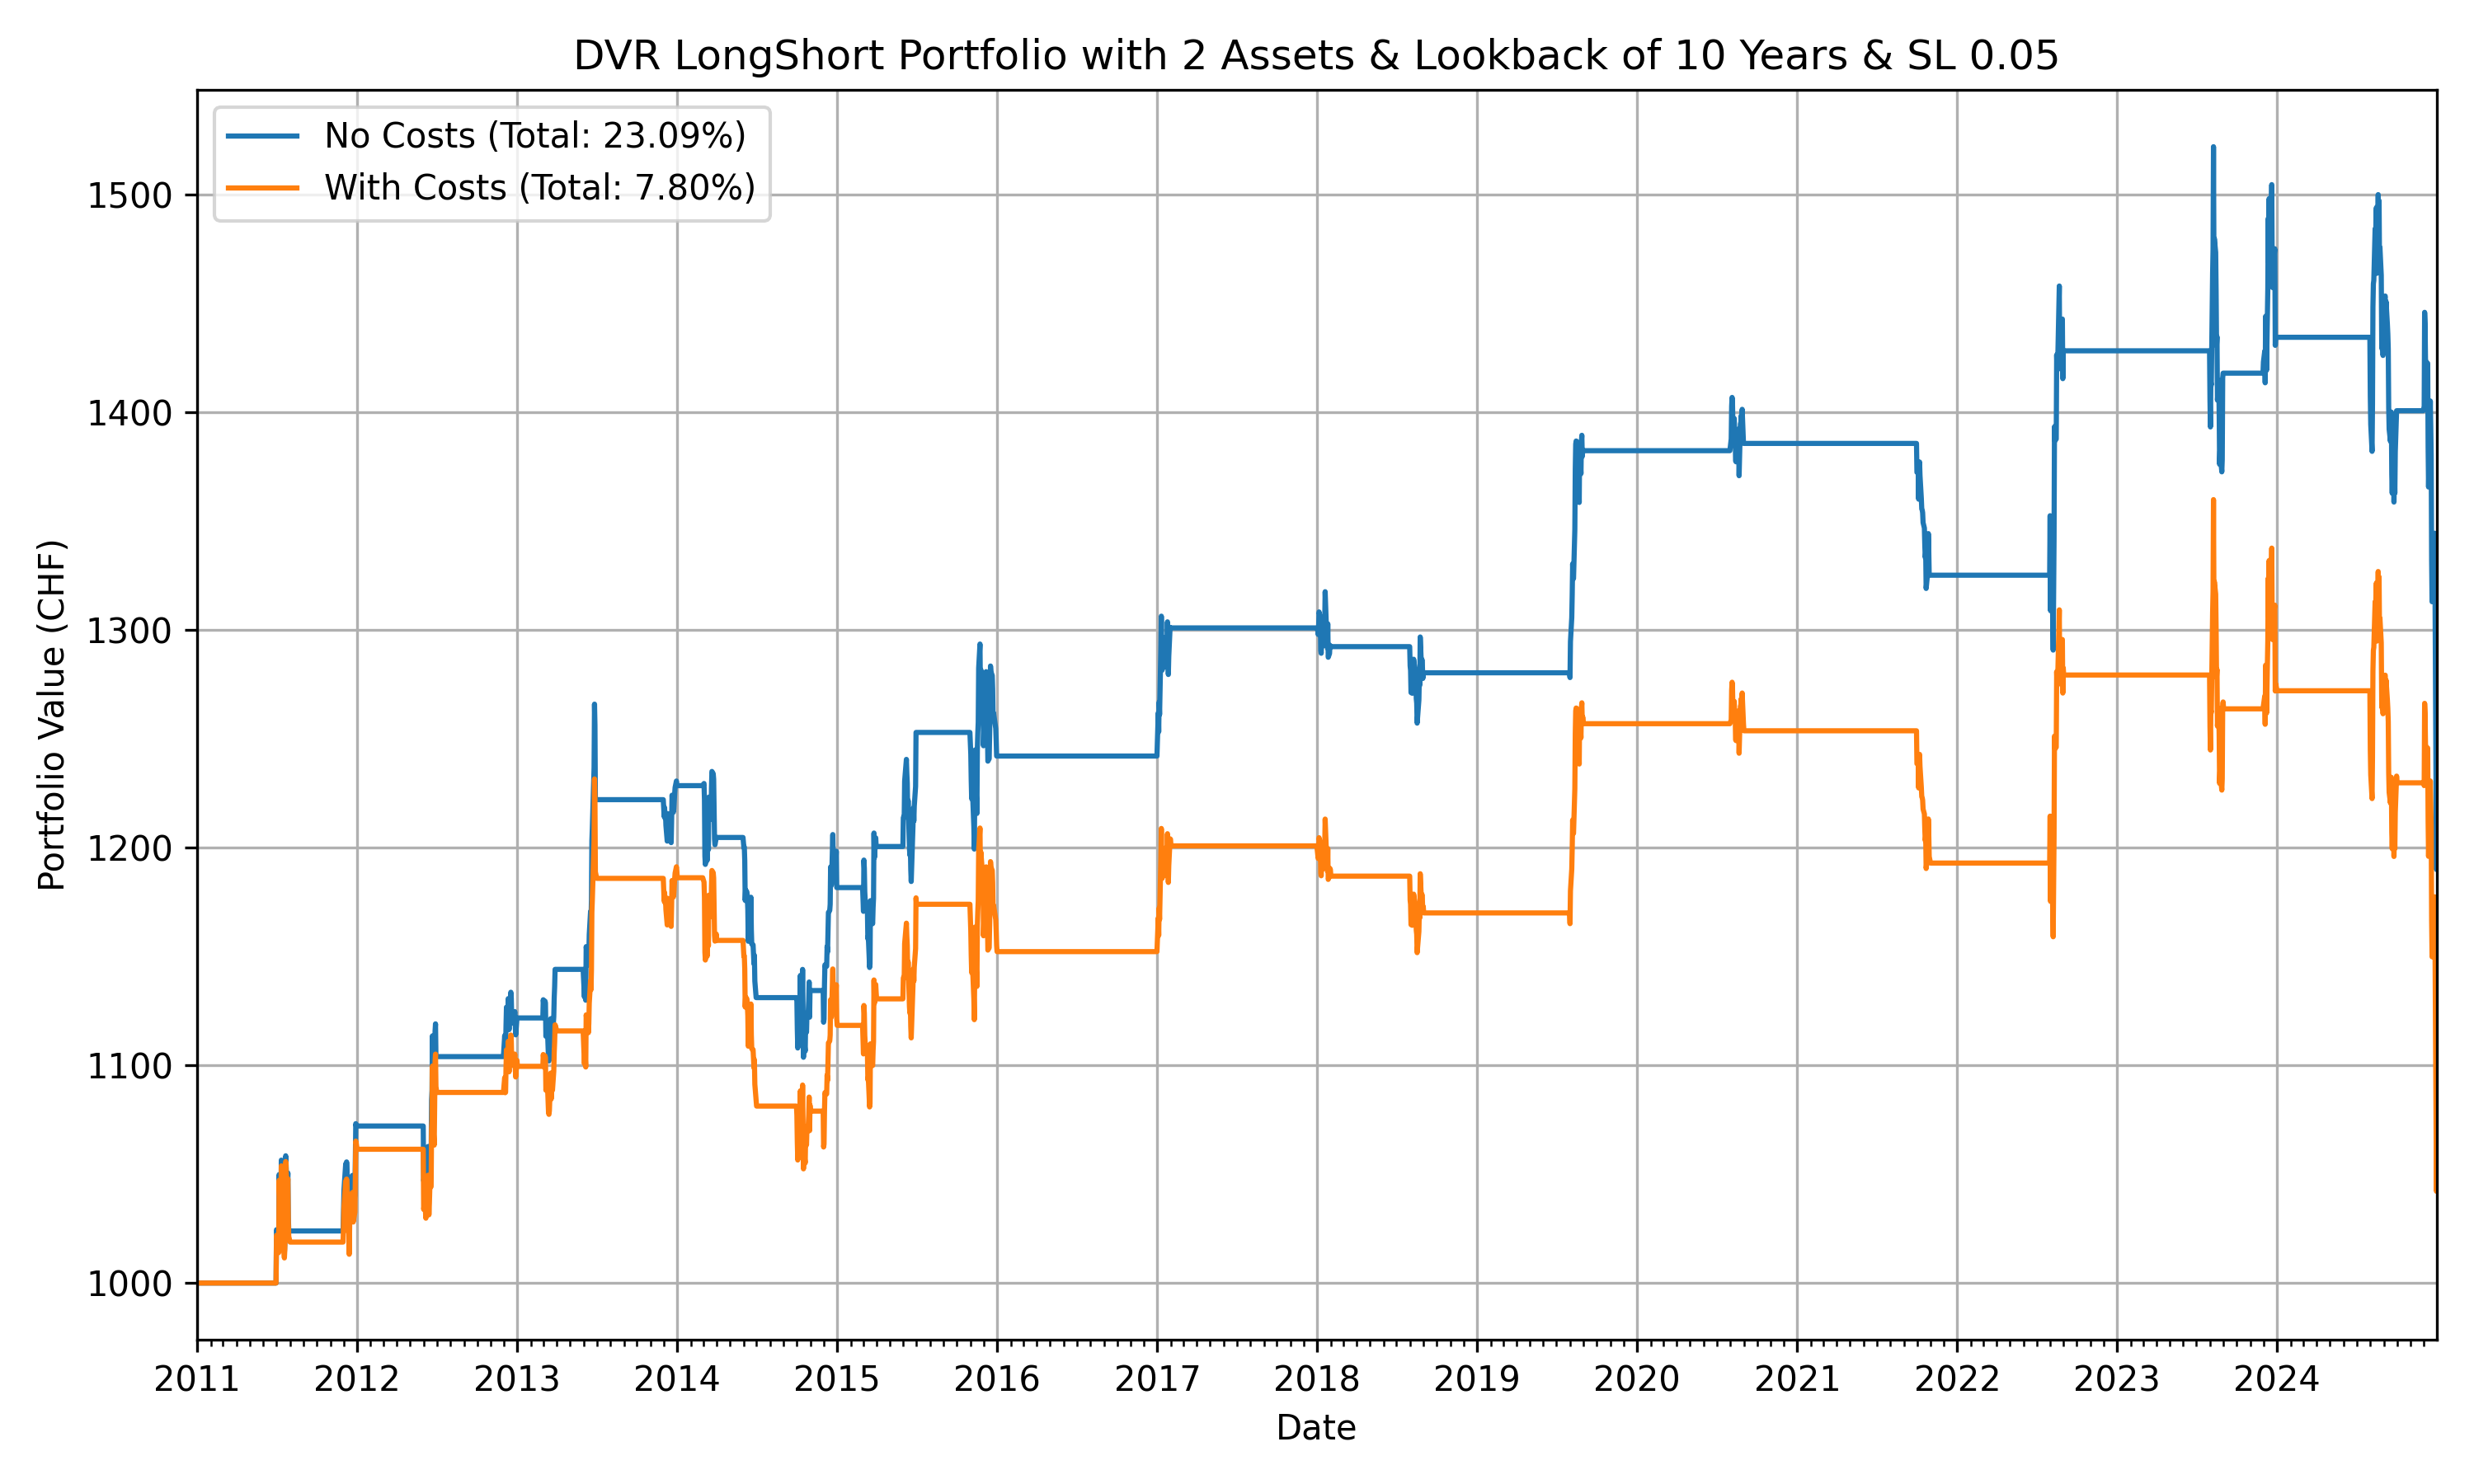 DVR LongShort Portfolio with 2 Assets & Lookback of 10 Years & SL 0.05
No Costs (Total: 23.09%)
With Costs (Total: 7.80%)
Portfolio Value (CHF)
1500
1400
1300
1200
1100
1000
2011 2012 2013 2014 2015 2016 2017 2018 2019 2020 2021 2022 2023 2024
Date